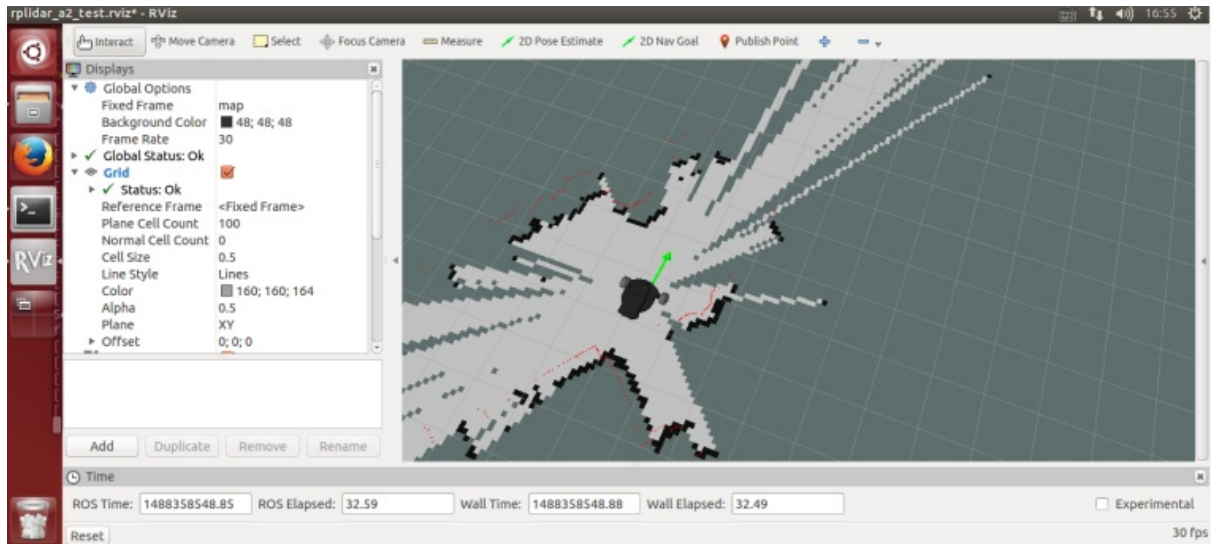 rplidar_a2_test.rviz* - RViz
16:55
Interact Move Camera Select Focus Camera Measure 2D Pose Estimate 2D Nav Goal Publish Point
Displays
Global Options
Fixed Frame map
Background Color 48; 48; 48
Frame Rate 30
Global Status: Ok
Grid
Status: Ok
Reference Frame <Fixed Frame>
Plane Cell Count 100
Normal Cell Count 0
Cell Size 0.5
Line Style Lines
Color 160; 160; 164
Alpha 0.5
Plane XY
Offset 0; 0; 0
RViz
Add Duplicate Remove Rename
Time
ROS Time: 1488358548.85 ROS Elapsed: 32.59 Wall Time: 1488358548.88 Wall Elapsed: 32.49 Experimental
Reset 30 fps